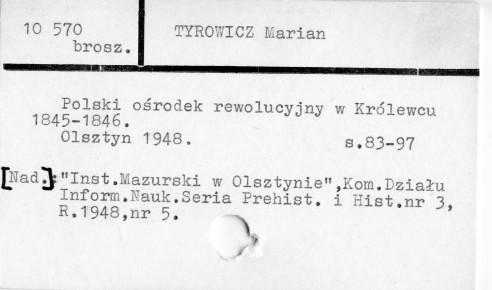 10 570
brosz.
TYROWICZ Marian
Polski ośrodek rewolucyjny w Królewcu
1845-1846.
Olsztyn 1948. s.83-97
[Nad.]:"Inst.Mazurski w Olsztynie",Kom.Działu
Inform.Nauk.Seria Prehist. i Hist.nr 3,
R.1948,nr 5.